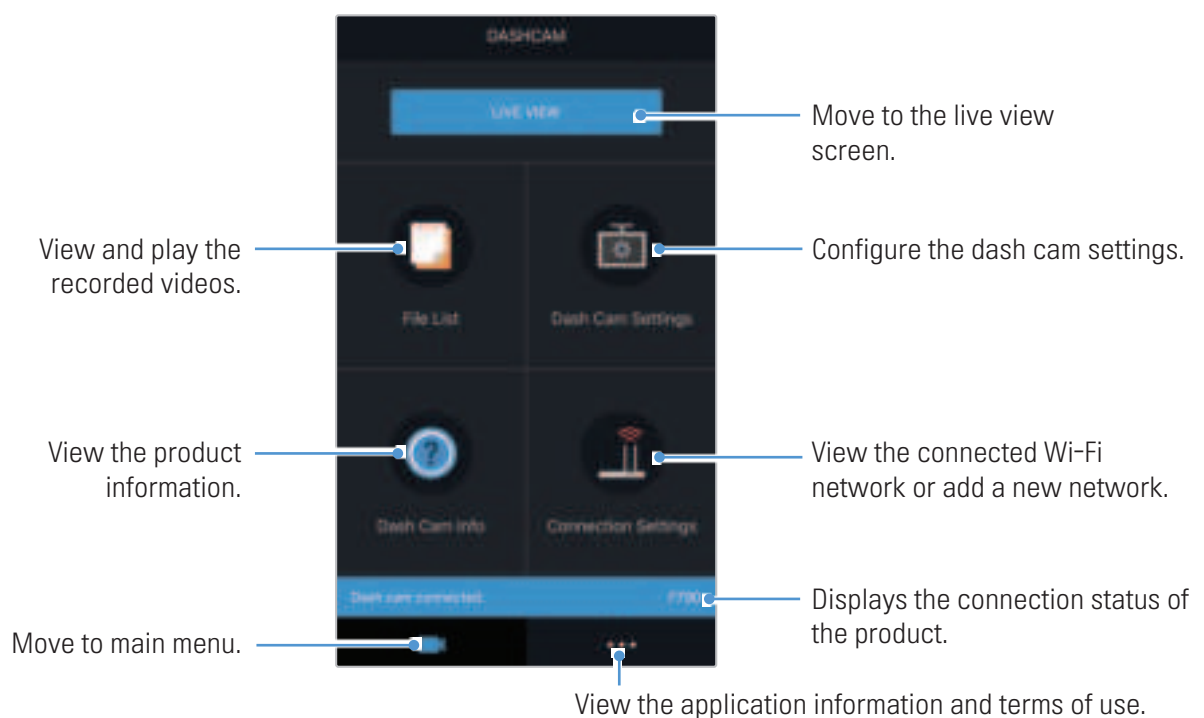 DASHCAM
LIVE VIEW
Move to the live view
screen.
View and play the
recorded videos.
File List
Dash Cam Settings
Configure the dash cam settings.
View the product
information.
Dash Cam Info
Connection Settings
View the connected Wi-Fi
network or add a new network.
Dash cam connected.
F790
Displays the connection status of
the product.
Move to main menu.
View the application information and terms of use.